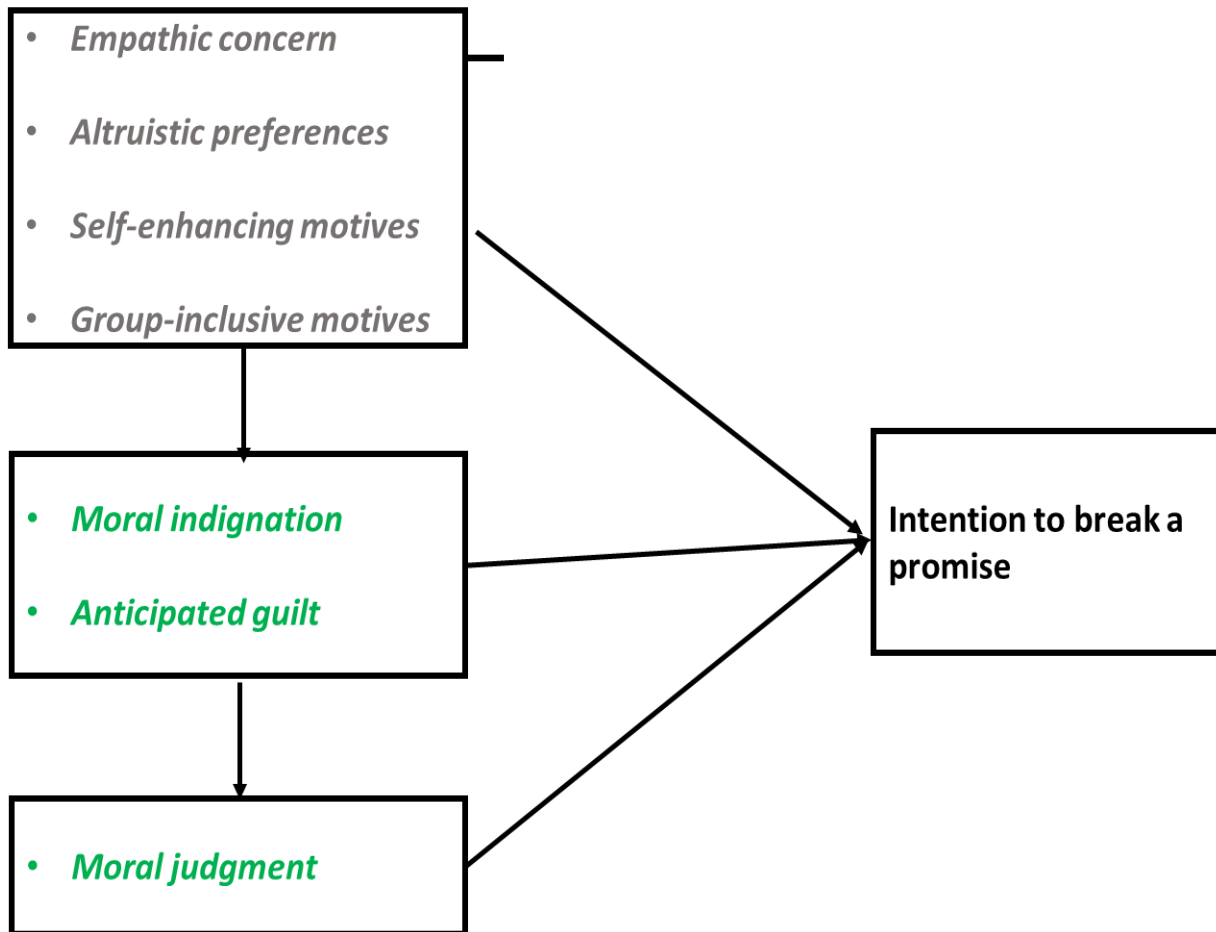 • Empathic concern
• Altruistic preferences
• Self-enhancing motives
• Group-inclusive motives
• Moral indignation
• Anticipated guilt
Intention to break a
promise
• Moral judgment